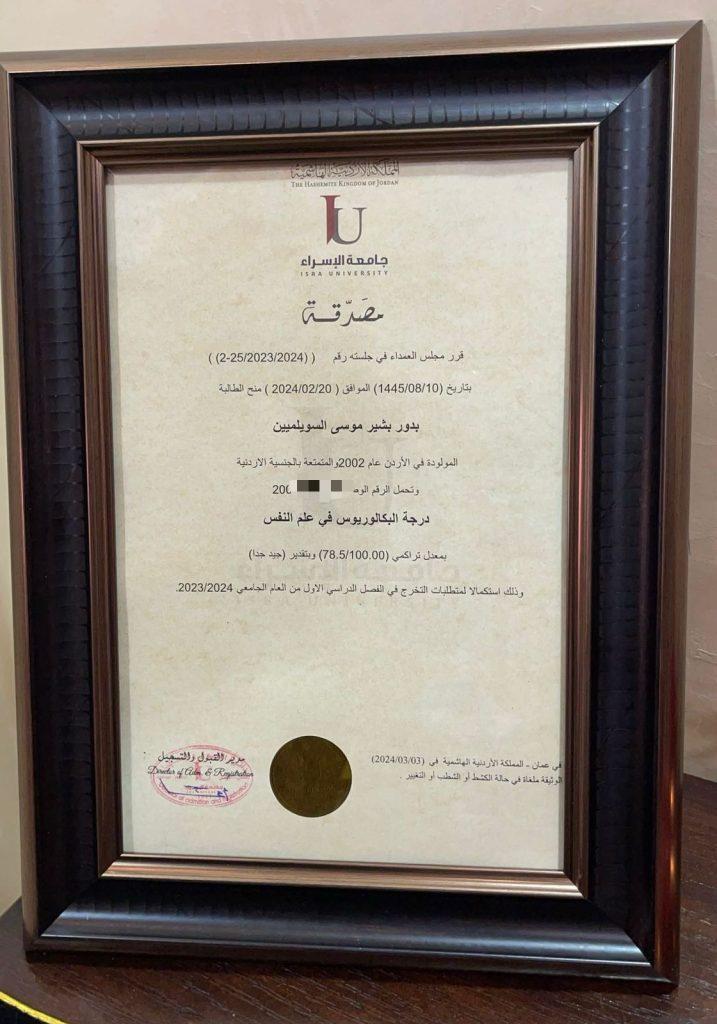 المملكة الأردنية الهاشمية
THE HASHEMITE KINGDOM OF JORDAN
IU
جامعة الإسراء
ISRA UNIVERSITY
مصدّقة
قرر مجلس العمداء في جلسته رقم ( (2-25/2023/2024) )
بتاريخ (1445/08/10) الموافق ( 2024/02/20 ) منح الطالبة
بدور بشير موسى السويلميين
المولودة في الأردن عام 2002والمتمتعة بالجنسية الاردنية
وتحمل الرقم 200
درجة البكالوريوس في علم النفس
بمعدل تراكمي (78.5/100.00) وبتقدير (جيد جدا)
وذلك استكمالا لمتطلبات التخرج في الفصل الدراسي الاول من العام الجامعي 2023/2024.
في عمان - المملكة الأردنية الهاشمية في (2024/03/03)
الوثيقة ملغاة في حالة الكشط أو الشطب او التغيير .
مدير القبول والتسجيل
Director of Adm. & Registration